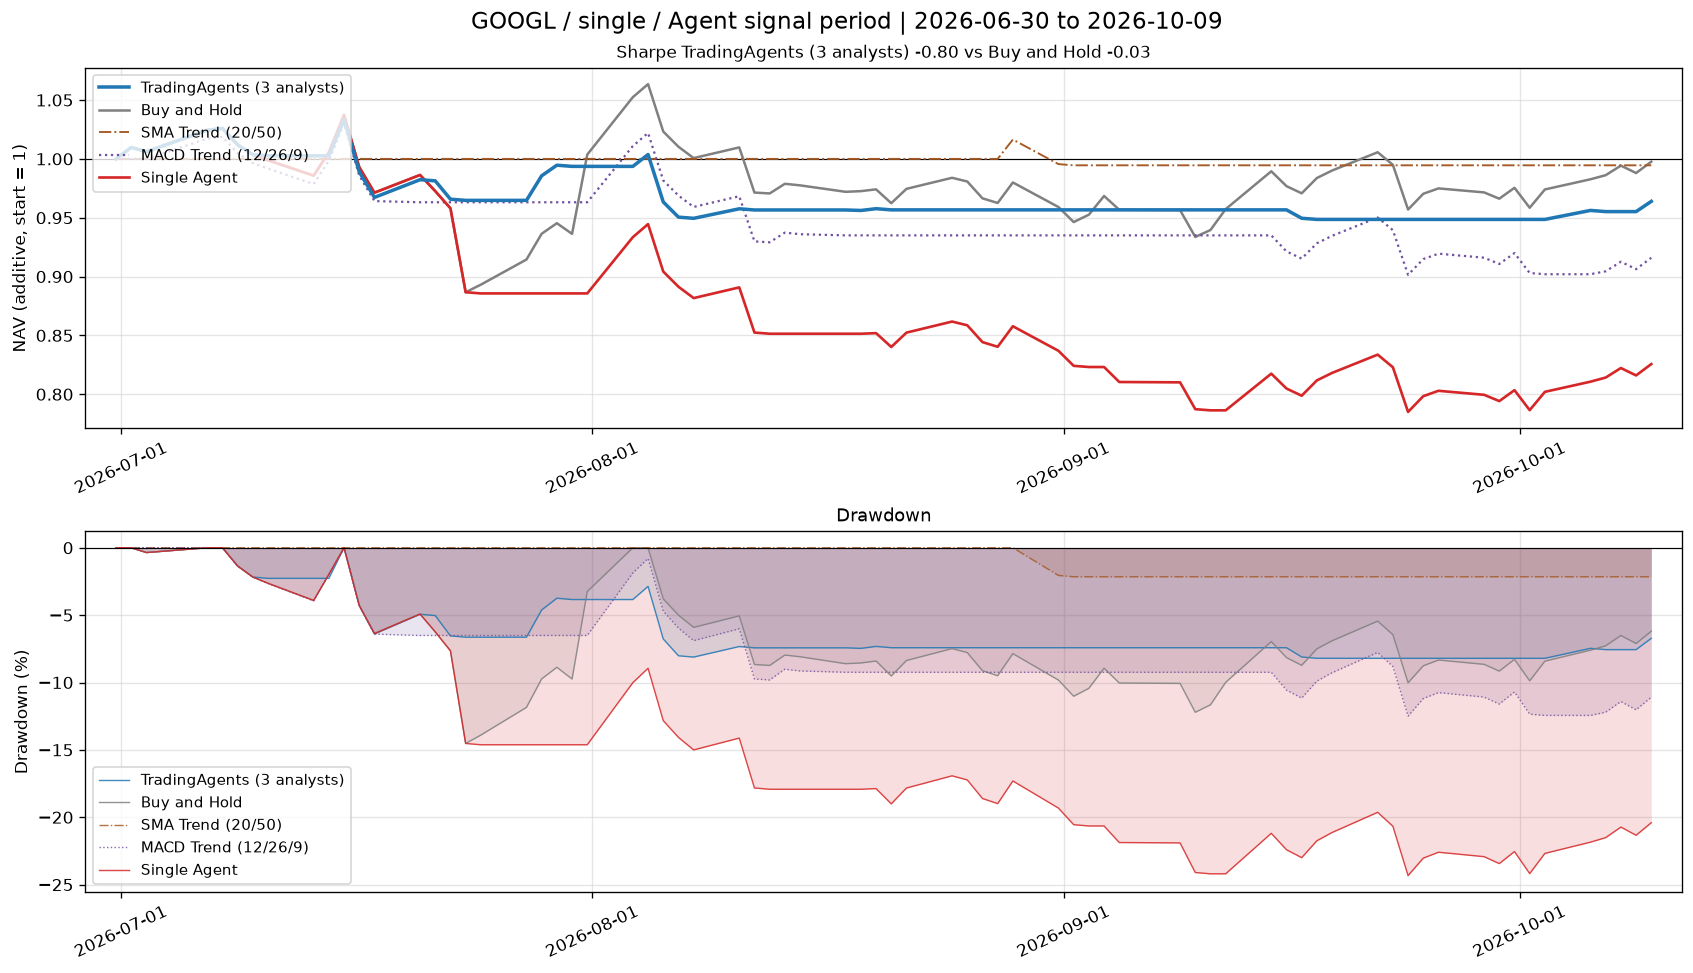 GOOGL / single / Agent signal period | 2026-06-30 to 2026-10-09
Sharpe TradingAgents (3 analysts) -0.80 vs Buy and Hold -0.03
NAV (additive, start = 1)
1.05
1.00
0.95
0.90
0.85
0.80
TradingAgents (3 analysts)
Buy and Hold
SMA Trend (20/50)
MACD Trend (12/26/9)
Single Agent
2026-07-01
2026-08-01
2026-09-01
2026-10-01
Drawdown
Drawdown (%)
0
−5
−10
−15
−20
−25
TradingAgents (3 analysts)
Buy and Hold
SMA Trend (20/50)
MACD Trend (12/26/9)
Single Agent
2026-07-01
2026-08-01
2026-09-01
2026-10-01